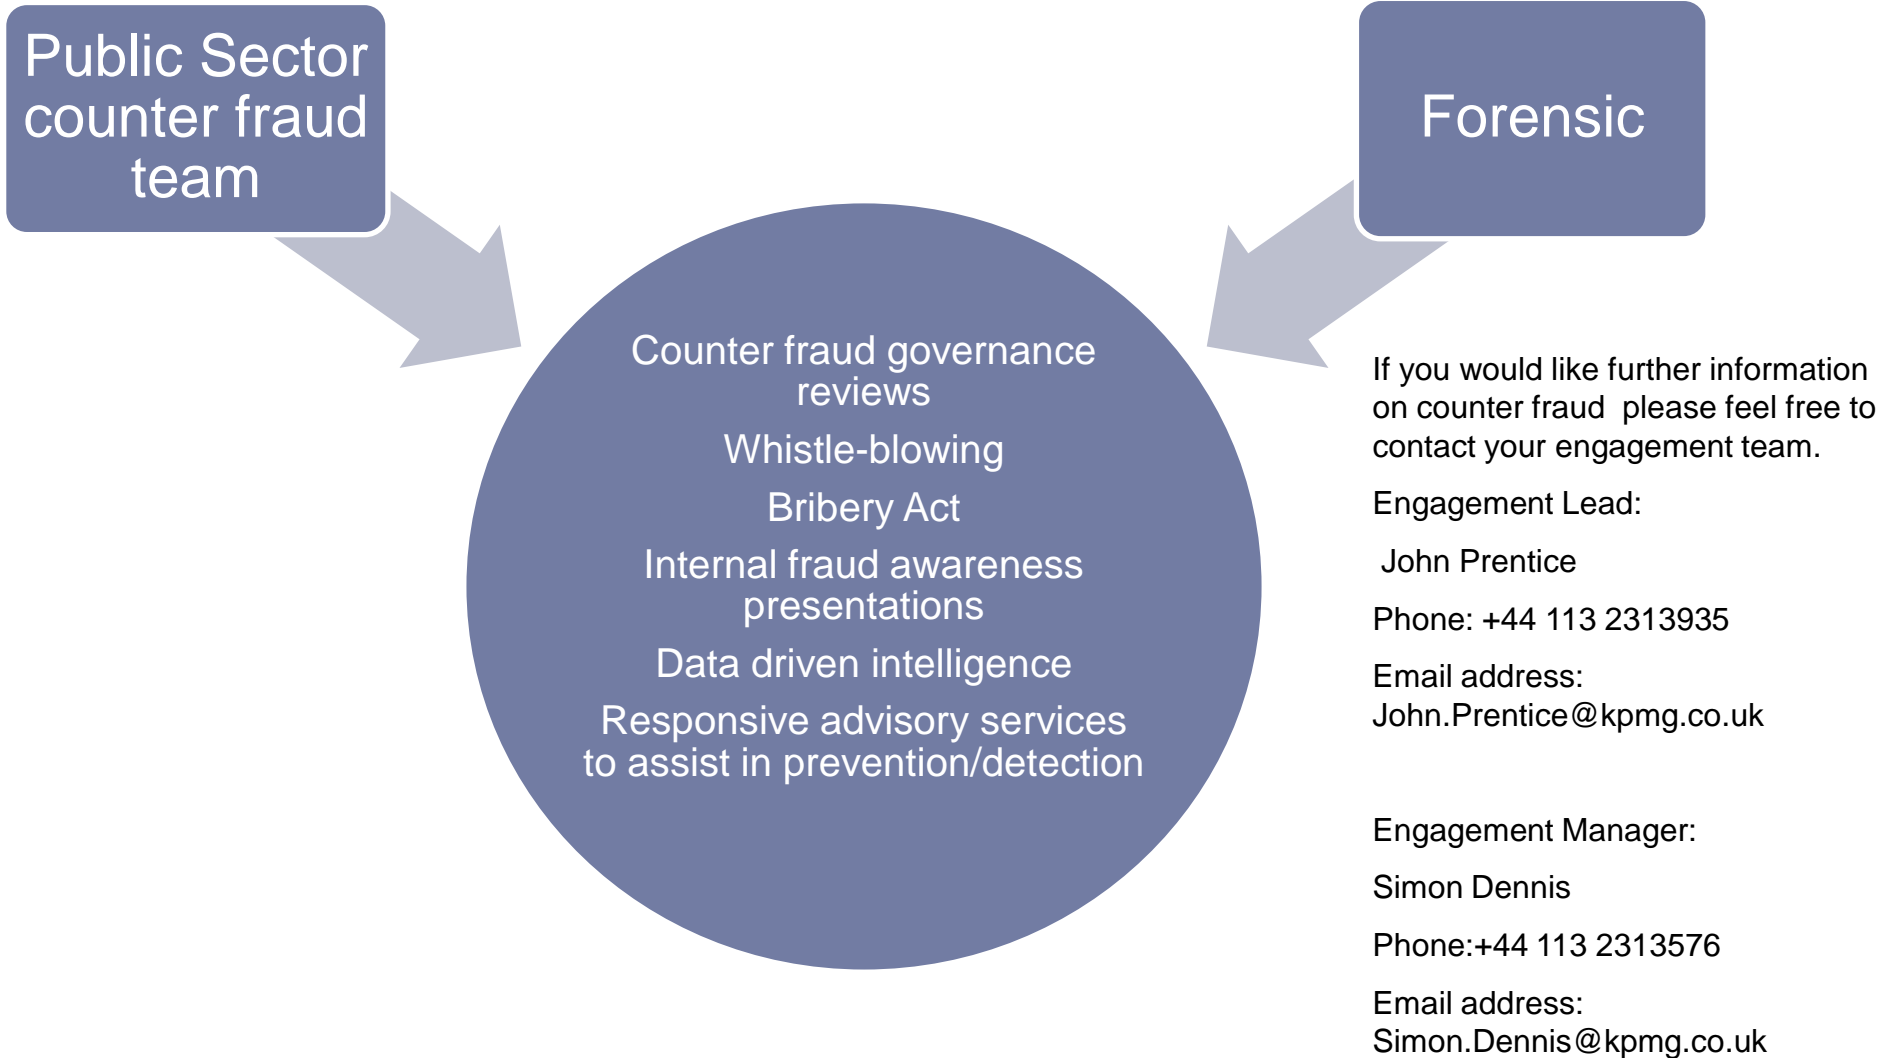 Public Sector
counter fraud
team
Forensic
Counter fraud governance
reviews
Whistle-blowing
Bribery Act
Internal fraud awareness
presentations
Data driven intelligence
Responsive advisory services
to assist in prevention/detection
If you would like further information
on counter fraud  please feel free to
contact your engagement team.
Engagement Lead:
John Prentice
Phone: +44 113 2313935
Email address:
John.Prentice@kpmg.co.uk
Engagement Manager:
Simon Dennis
Phone:+44 113 2313576
Email address:
Simon.Dennis@kpmg.co.uk